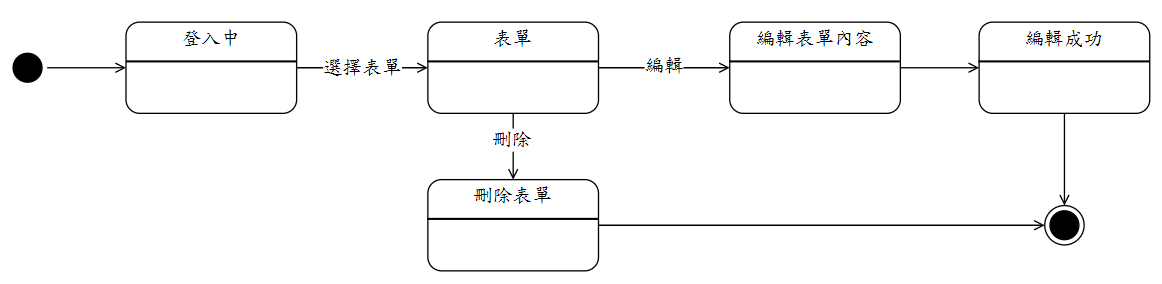 登入中
選擇表單
表單
編輯
編輯表單內容
編輯成功
刪除
刪除表單